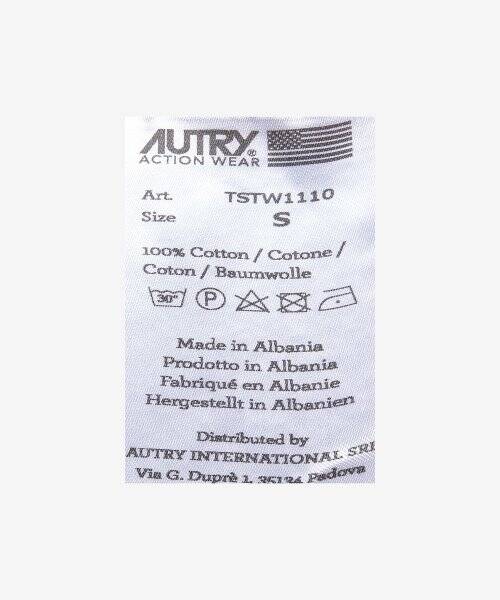 AUTRY®
ACTION WEAR
Art. TSTW1110
Size S
100% Cotton / Cotone /
Coton / Baumwolle
30° P
Made in Albania
Prodotto in Albania
Fabriqué en Albanie
Hergestellt in Albanien
Distributed by
AUTRY INTERNATIONAL SRL
Via G. Duprè 1, 35134 Padova